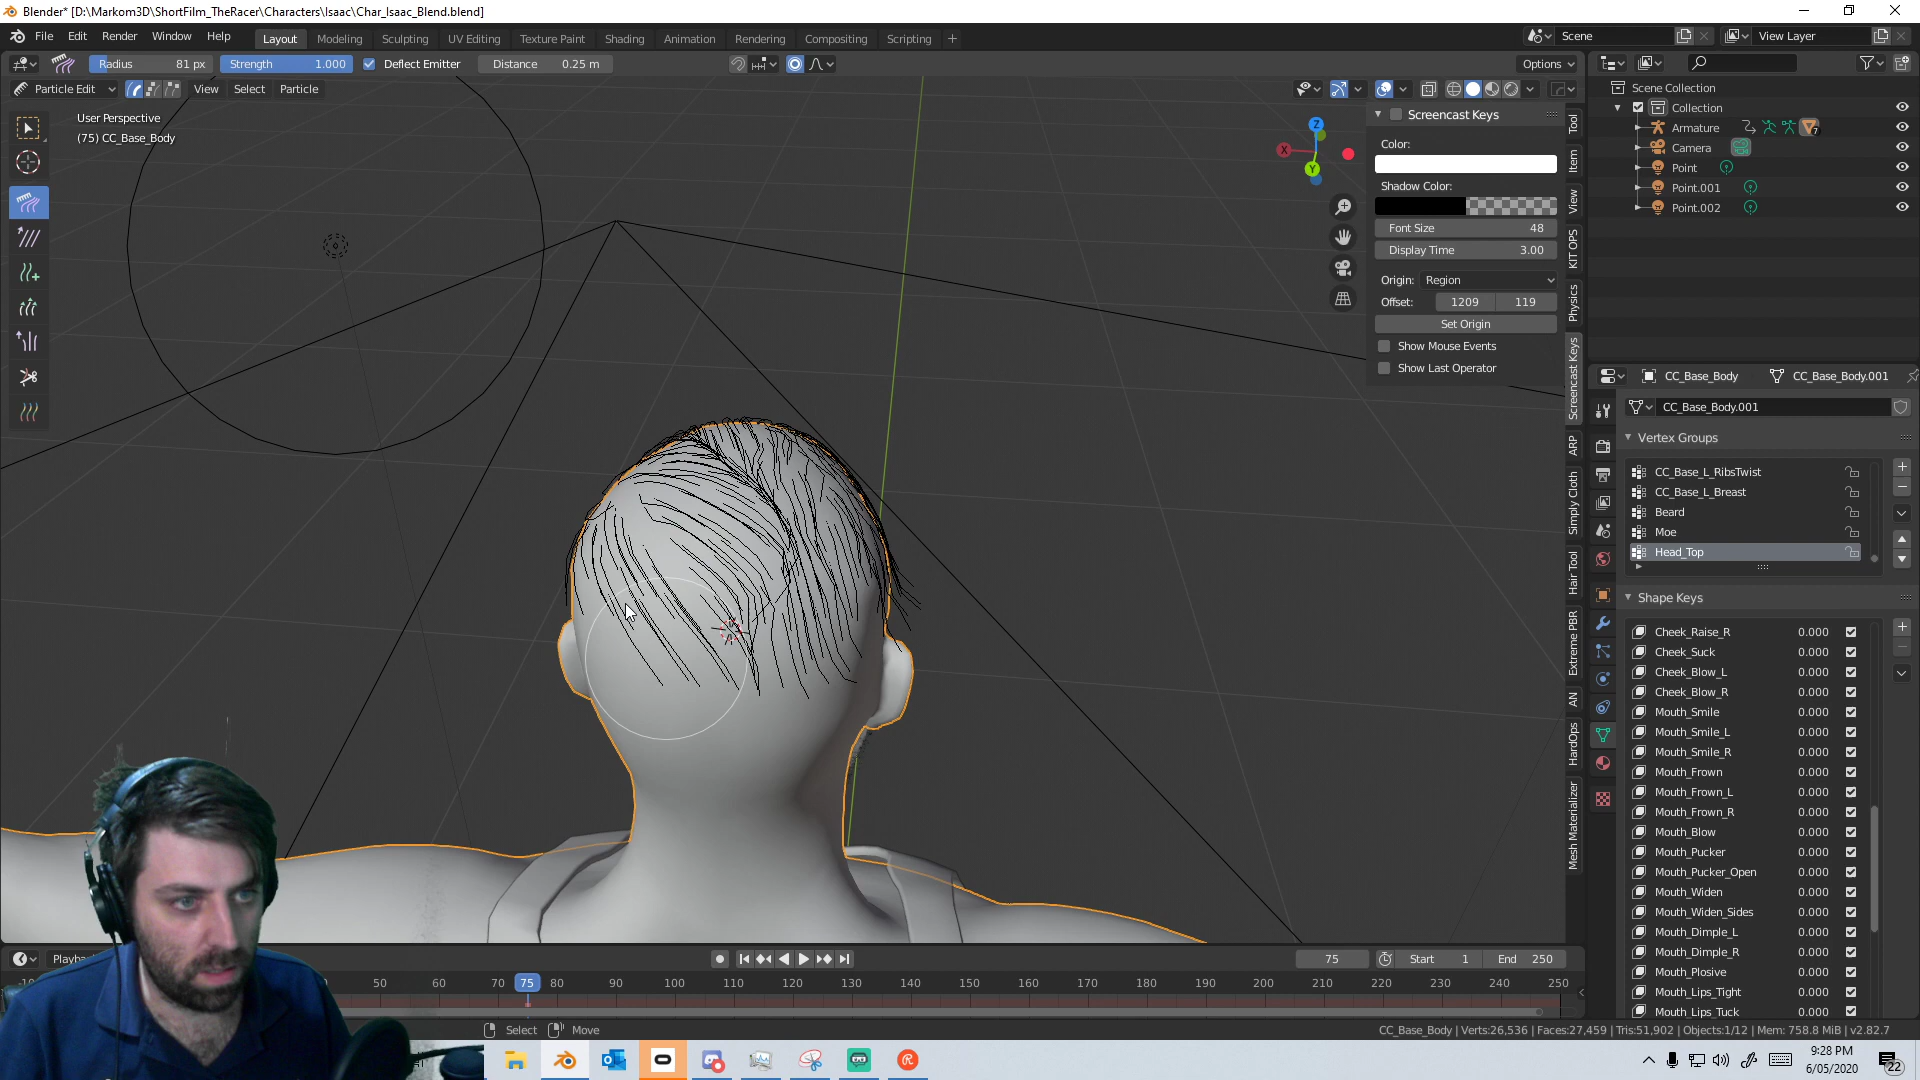 Blender* [D:\Markom3D\ShortFilm_TheRacer\Characters\Isaac\Char_Isaac_Blend.blend]
File Edit Render Window Help Layout Modeling Sculpting UV Editing Texture Paint Shading Animation Rendering Compositing Scripting + Scene View Layer
Radius 81 px Strength 1.000 Deflect Emitter Distance 0.25 m Options
Particle Edit View Select Particle
User Perspective
(75) CC_Base_Body
Z
X
Y
Screencast Keys
Color:
Shadow Color:
Font Size 48
Display Time 3.00
Origin: Region
Offset: 1209 119
Set Origin
Show Mouse Events
Show Last Operator
Tool
Item
View
KIT OPS
Physics
Screencast Keys
ARP
Simply Cloth
Hair Tool
Extreme PBR
AN
HardOps
Mesh Materializer
Scene Collection
Collection
Armature 7
Camera
Point
Point.001
Point.002
CC_Base_Body CC_Base_Body.001
CC_Base_Body.001
Vertex Groups
CC_Base_L_RibsTwist
CC_Base_L_Breast
Beard
Moe
Head_Top
Shape Keys
Cheek_Raise_R 0.000
Cheek_Suck 0.000
Cheek_Blow_L 0.000
Cheek_Blow_R 0.000
Mouth_Smile 0.000
Mouth_Smile_L 0.000
Mouth_Smile_R 0.000
Mouth_Frown 0.000
Mouth_Frown_L 0.000
Mouth_Frown_R 0.000
Mouth_Blow 0.000
Mouth_Pucker 0.000
Mouth_Pucker_Open 0.000
Mouth_Widen 0.000
Mouth_Widen_Sides 0.000
Mouth_Dimple_L 0.000
Mouth_Dimple_R 0.000
Mouth_Plosive 0.000
Mouth_Lips_Tight 0.000
Mouth_Lips_Tuck 0.000
75 Start 1 End 250
50 60 70 75 80 90 100 110 120 130 140 150 160 170 180 190 200 210 220 230 240 250
Select Move
CC_Base_Body | Verts:26,536 | Faces:27,459 | Tris:51,902 | Objects:1/12 | Mem: 758.8 MiB | v2.82.7
9:28 PM
6/05/2020
22